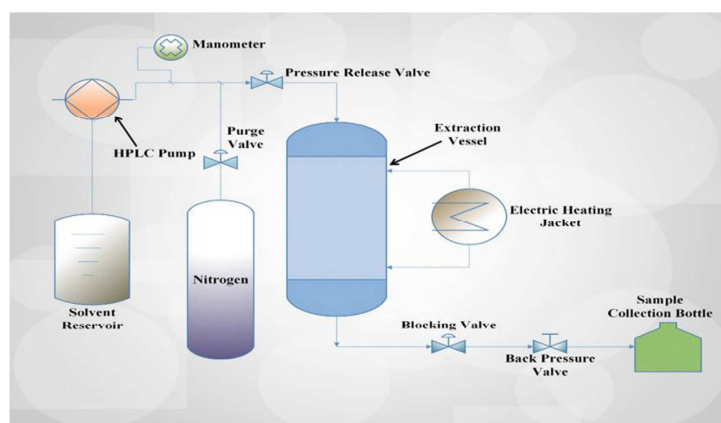 Manometer
Pressure Release Valve
HPLC Pump
Purge
Valve
Extraction
Vessel
Electric Heating
Jacket
Nitrogen
Solvent
Reservoir
Blocking Valve
Back Pressure
Valve
Sample
Collection Bottle